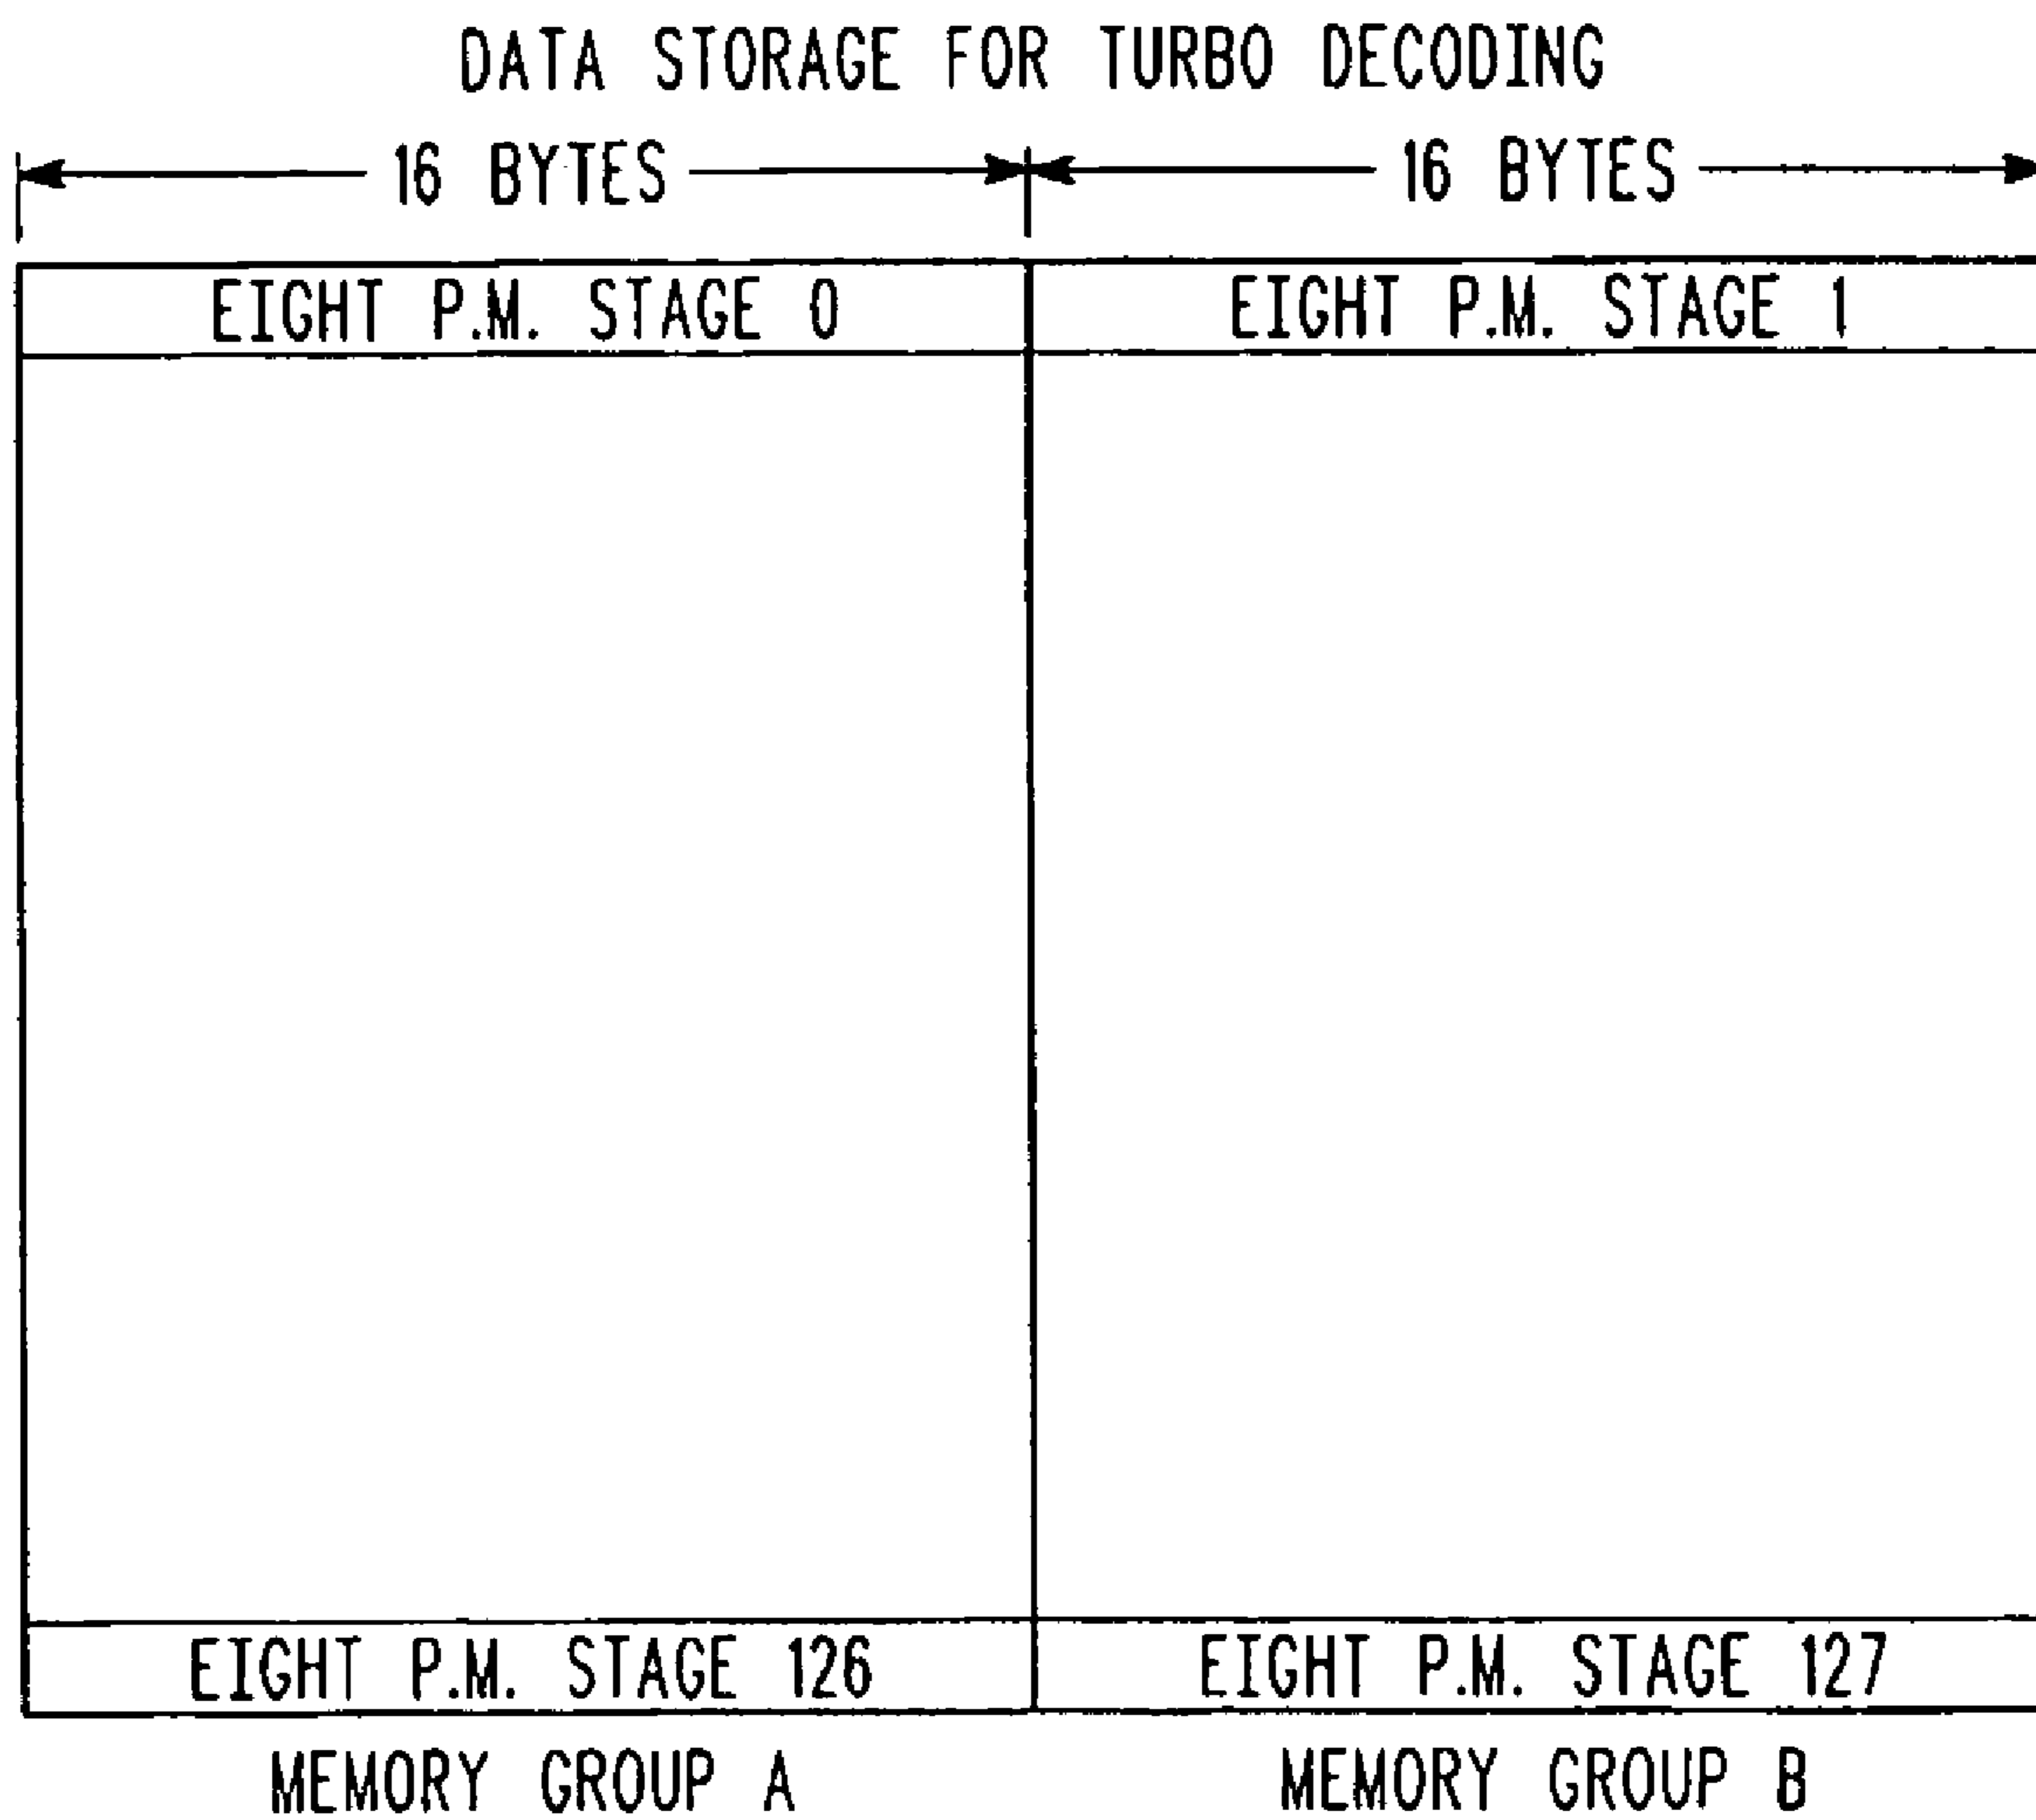 DATA STORAGE FOR TURBO DECODING
16 BYTES 16 BYTES
EIGHT P.M. STAGE 0 EIGHT P.M. STAGE 1
EIGHT P.M. STAGE 126 EIGHT P.M. STAGE 127
MEMORY GROUP A MEMORY GROUP B